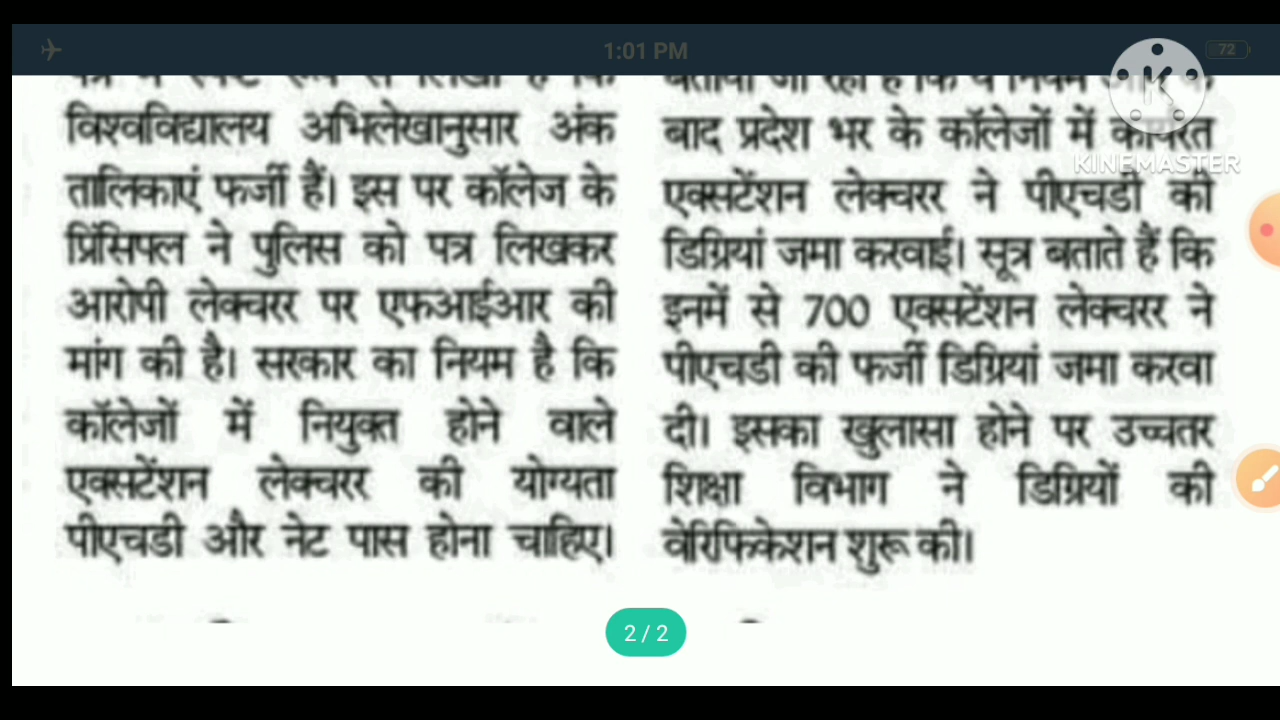 1:01 PM
72
KINEMASTER
विश्वविद्यालय अभिलेखानुसार अंक
तालिकाएं फर्जी हैं। इस पर कॉलेज के
प्रिंसिपल ने पुलिस को पत्र लिखकर
आरोपी लेक्चरर पर एफआईआर की
मांग की है। सरकार का नियम है कि
कॉलेजों में नियुक्त होने वाले
एक्सटेंशन लेक्चरर की योग्यता
पीएचडी और नेट पास होना चाहिए।
बाद प्रदेश भर के कॉलेजों में कार्यरत
एक्सटेंशन लेक्चरर ने पीएचडी की
डिग्रियां जमा करवाई। सूत्र बताते हैं कि
इनमें से 700 एक्सटेंशन लेक्चरर ने
पीएचडी की फर्जी डिग्रियां जमा करवा
दी। इसका खुलासा होने पर उच्चतर
शिक्षा विभाग ने डिग्रियों की
वेरिफिकेशन शुरू की।
2 / 2